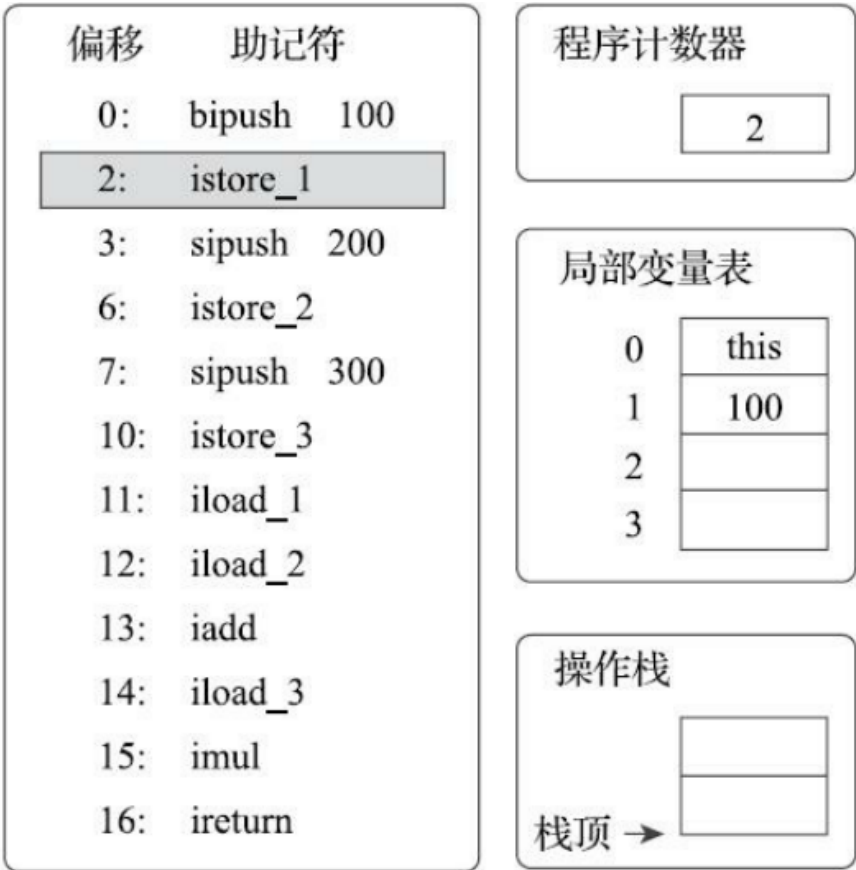 偏移 助记符
0: bipush 100
2: istore_1
3: sipush 200
6: istore_2
7: sipush 300
10: istore_3
11: iload_1
12: iload_2
13: iadd
14: iload_3
15: imul
16: ireturn
程序计数器
2
局部变量表
0 this
1 100
2
3
操作栈
栈顶 →